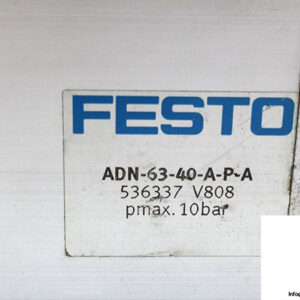 FESTO
ADN-63-40-A-P-A
536337 V808
pmax. 10bar